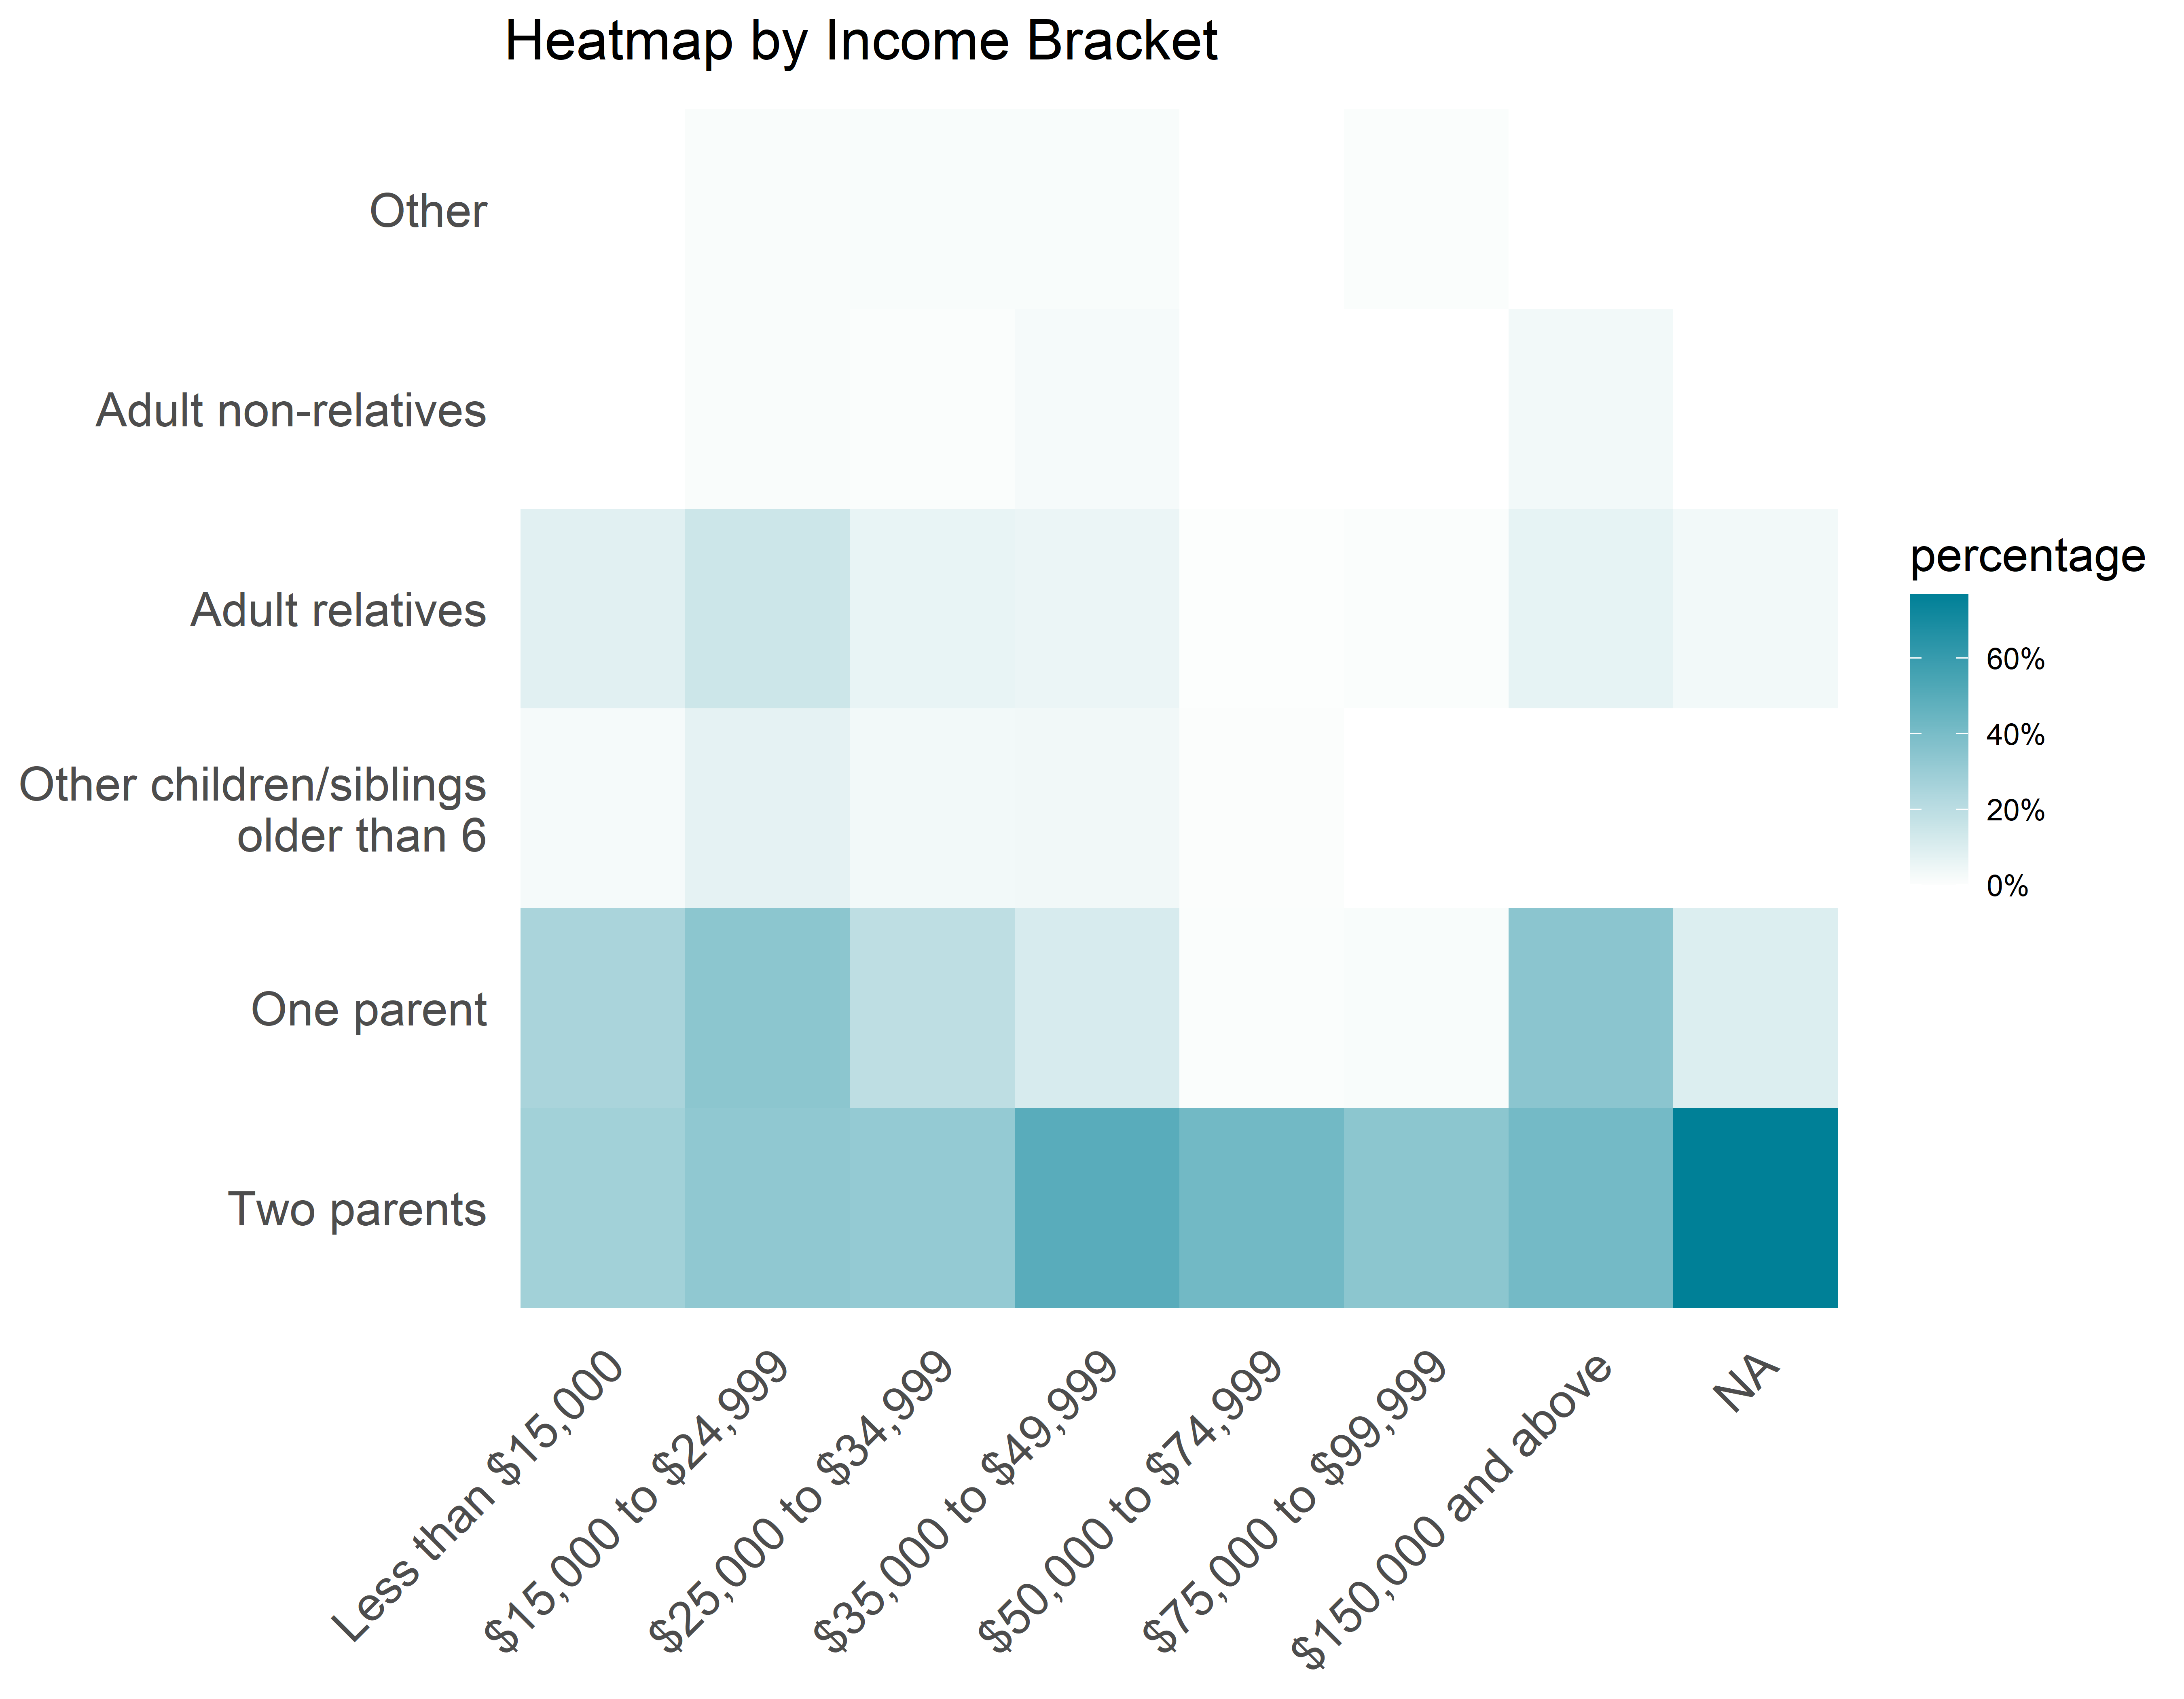 Heatmap by Income Bracket
Other
Adult non-relatives
Adult relatives
Other children/siblings
older than 6
One parent
Two parents
Less than $15,000
$15,000 to $24,999
$25,000 to $34,999
$35,000 to $49,999
$50,000 to $74,999
$75,000 to $99,999
$150,000 and above
NA
percentage
60%
40%
20%
0%